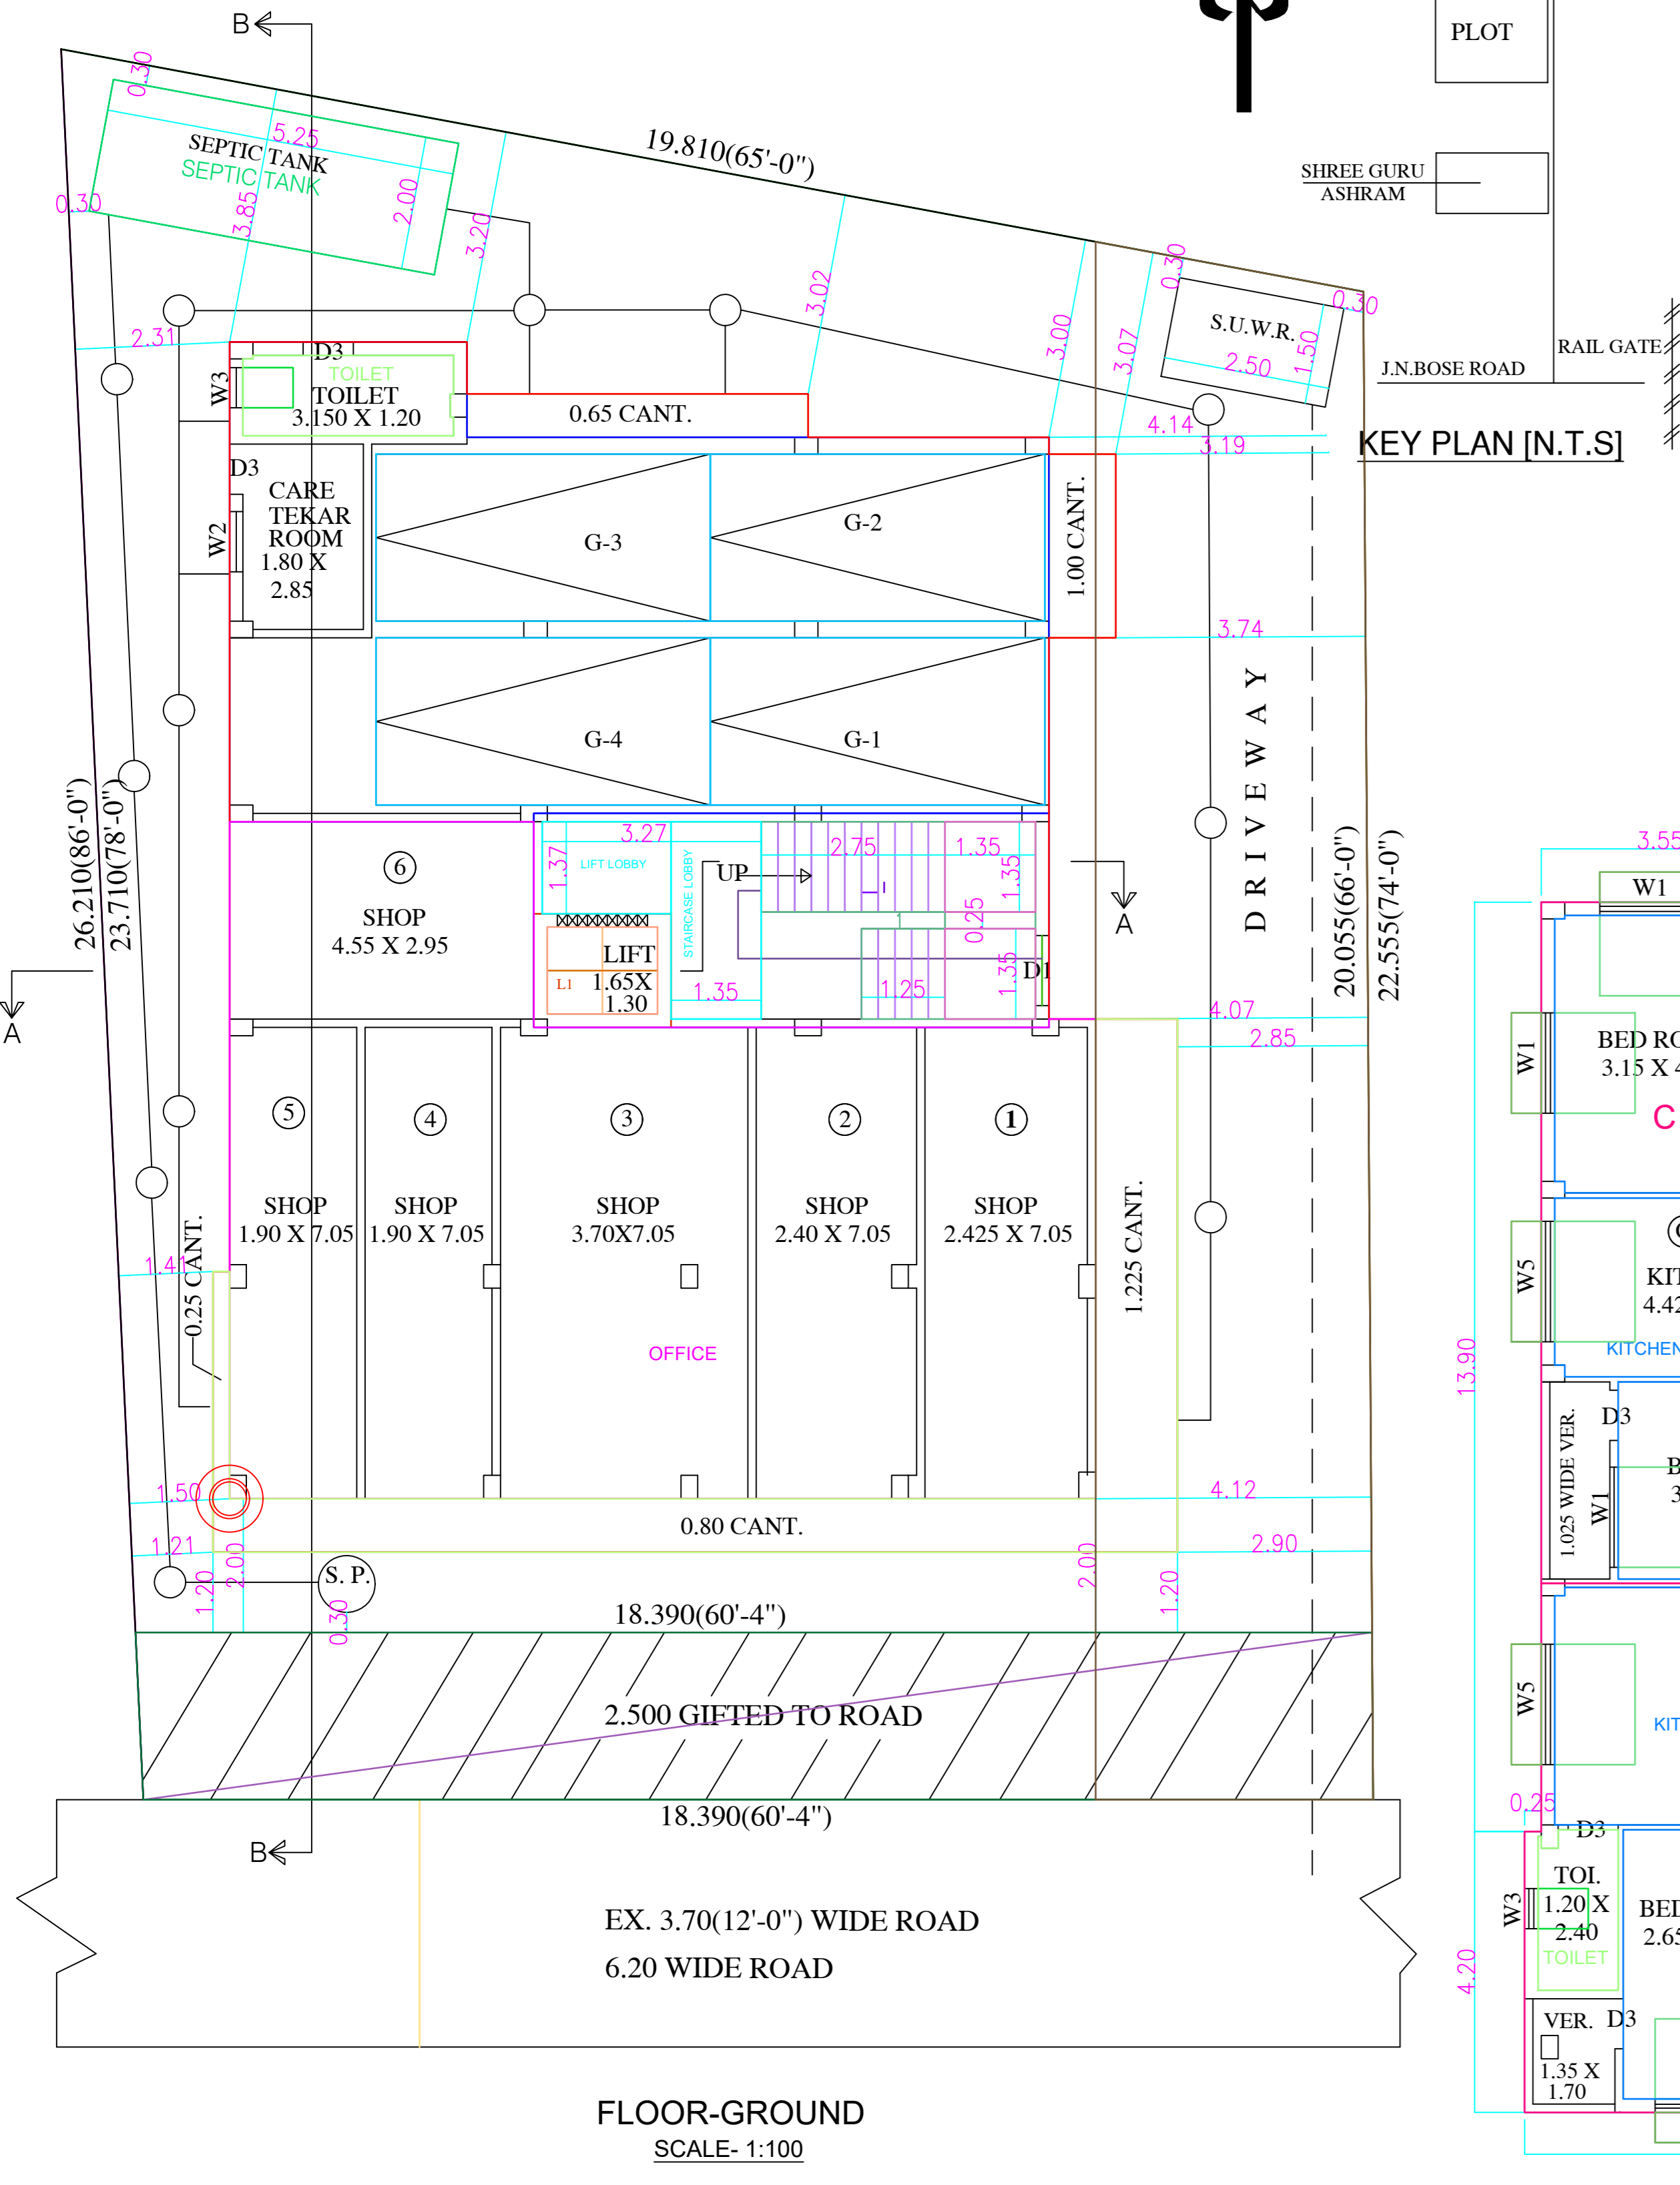 B
PLOT
0.30
19.810(65'-0")
5.25
SEPTIC TANK
SEPTIC TANK
3.85
2.00
0.30
3.20
SHREE GURU
ASHRAM
3.02
3.00
3.07
0.30
0.30
S.U.W.R.
2.50
1.50
RAIL GATE
J.N.BOSE ROAD
KEY PLAN [N.T.S]
2.31
D3
TOILET
TOILET
3.150 X 1.20
W3
0.65 CANT.
4.14
3.19
D3
CARE
TEKAR
ROOM
1.80 X
2.85
W2
G-3
G-2
1.00 CANT.
3.74
G-4
G-1
DRIVEWAY
26.210(86'-0")
23.710(78'-0")
20.055(66'-0")
22.555(74'-0")
6
SHOP
4.55 X 2.95
3.27
1.37
LIFT LOBBY
STAIRCASE LOBBY
UP
2.75
1.35
1.35
0.25
1
LIFT
L1
1.65X
1.30
1.35
1.25
1.35
D1
A
A
4.07
2.85
5
SHOP
1.90 X 7.05
4
SHOP
1.90 X 7.05
3
SHOP
3.70X7.05
2
SHOP
2.40 X 7.05
1
SHOP
2.425 X 7.05
OFFICE
1.225 CANT.
0.25 CANT.
1.41
1.50
4.12
0.80 CANT.
1.21
2.90
1.20
2.00
S. P.
0.30
2.00
1.20
18.390(60'-4")
2.500 GIFTED TO ROAD
18.390(60'-4")
B
EX. 3.70(12'-0") WIDE ROAD
6.20 WIDE ROAD
FLOOR-GROUND
SCALE- 1:100
3.55
W1
W1
3.15 X 4
C
W5
4.42
KITCHEN
13.90
D3
1.025 WIDE VER.
W1
W5
0.25
D3
TOI.
1.20 X
2.40
TOILET
W3
BED
2.65
4.20
VER.
D3
1.35 X
1.70